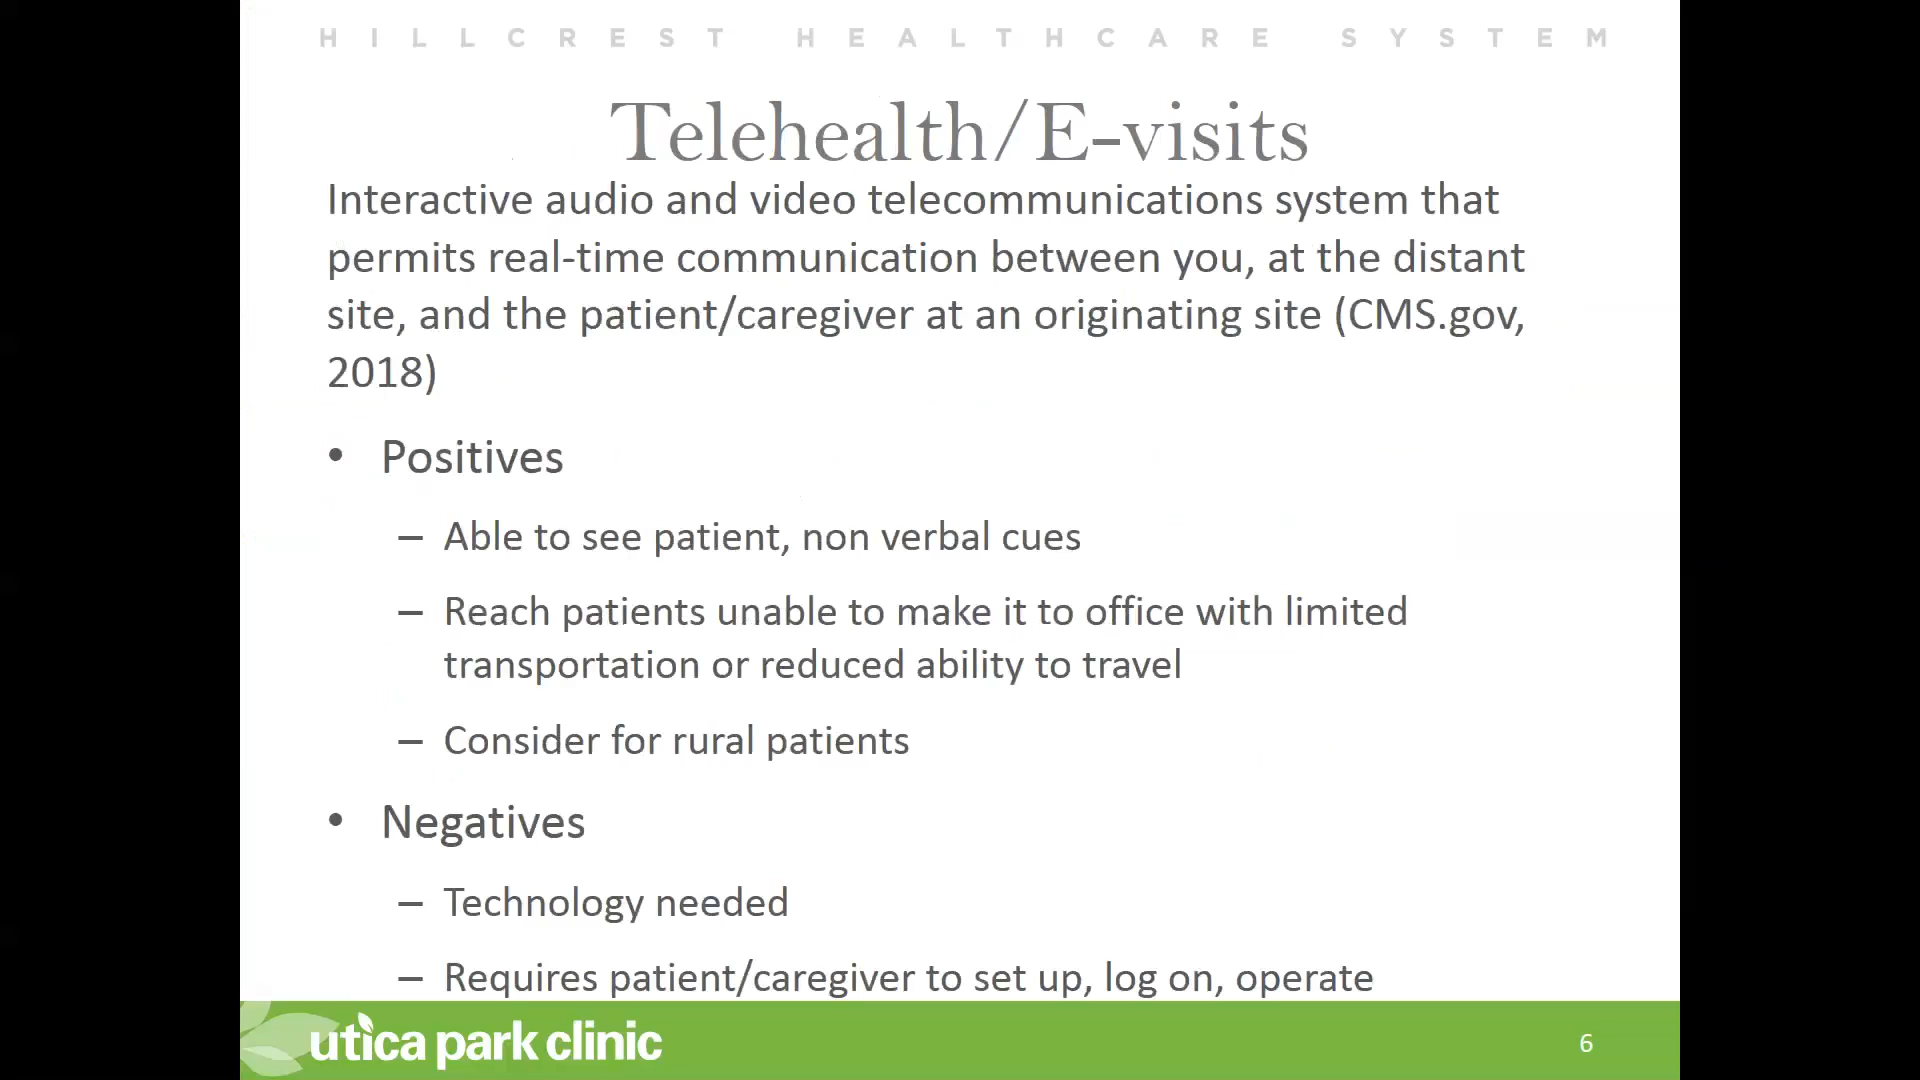 HILLCREST HEALTHCARE SYSTEM
Telehealth/E-visits
Interactive audio and video telecommunications system that
permits real-time communication between you, at the distant
site, and the patient/caregiver at an originating site (CMS.gov,
2018)
• Positives
– Able to see patient, non verbal cues
– Reach patients unable to make it to office with limited
transportation or reduced ability to travel
– Consider for rural patients
• Negatives
– Technology needed
– Requires patient/caregiver to set up, log on, operate
utica park clinic
6